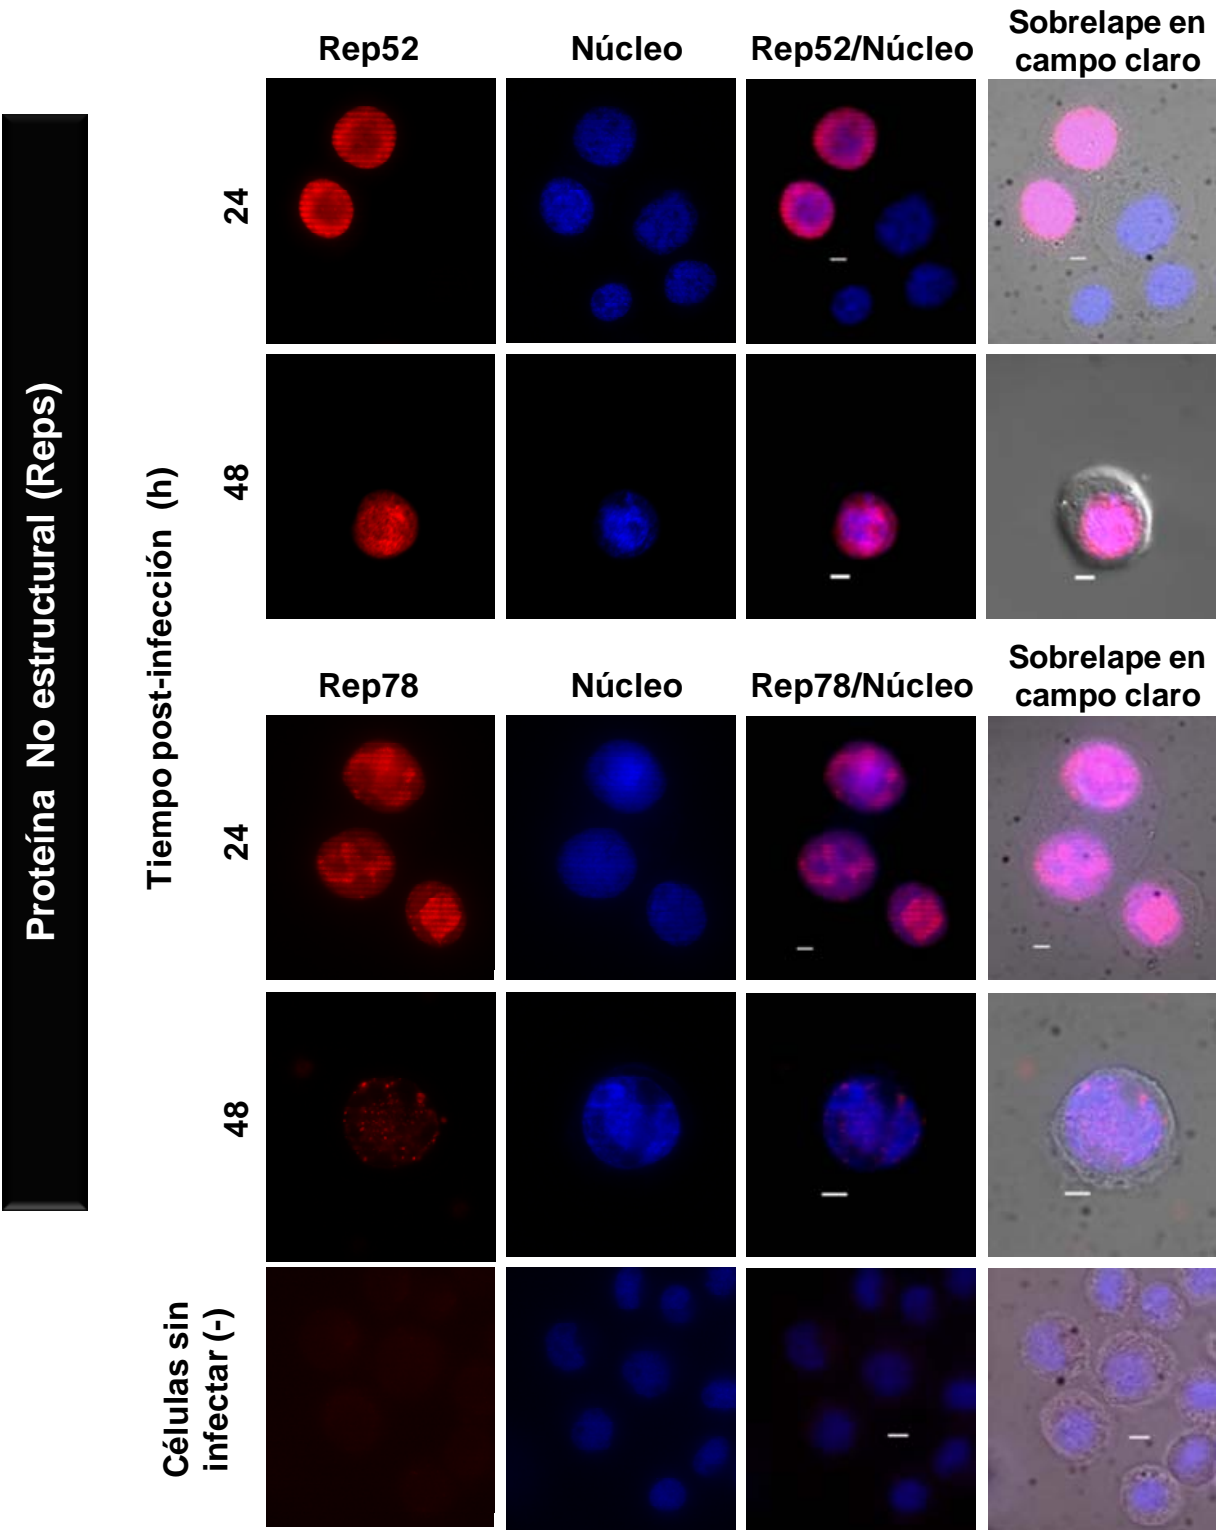 Rep52
Núcleo
Rep52/Núcleo
Sobrelape en
campo claro
24
48
Proteína No estructural (Reps)
Tiempo post-infección (h)
Rep78
Núcleo
Rep78/Núcleo
Sobrelape en
campo claro
24
48
Células sin
infectar (-)